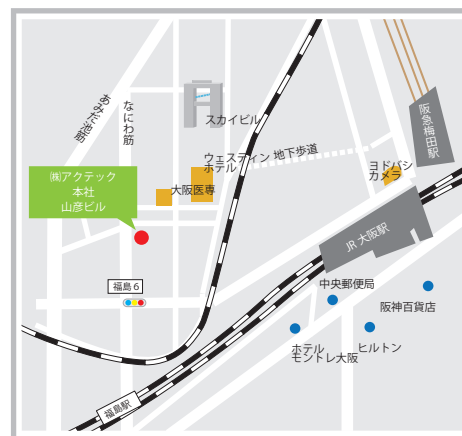 あみだ池筋
なにわ筋
スカイビル
阪急梅田駅
ウェスティン
ホテル
地下歩道
ヨドバシ
カメラ
㈱アクテック
本社
山彦ビル
大阪医専
JR 大阪駅
福島６
中央郵便局
阪神百貨店
ホテル
モントレ大阪
ヒルトン
福島駅